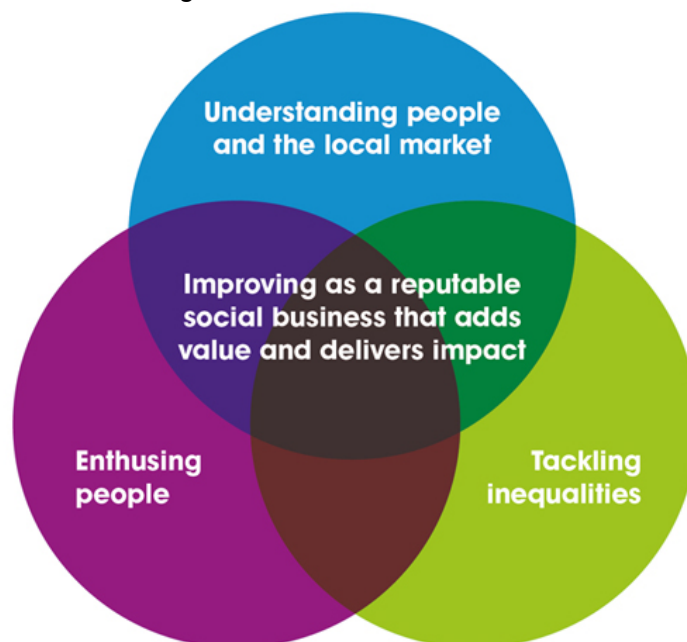 Understanding people
and the local market
Improving as a reputable
social business that adds
value and delivers impact
Enthusing
people
Tackling
inequalities